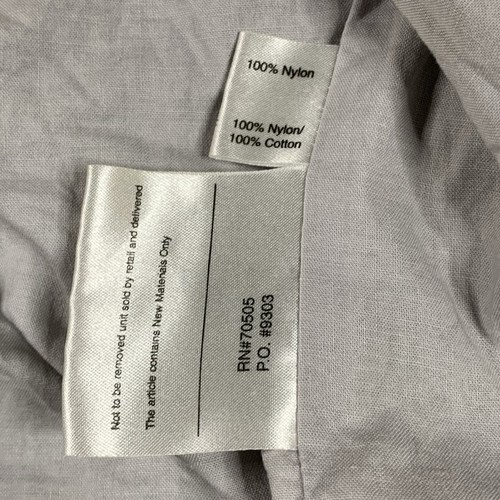 100% Nylon
100% Nylon/
100% Cotton
Not to be removed unit sold by retail and delivered
The article contains New Materials Only
RN#70505
P.O. #9303